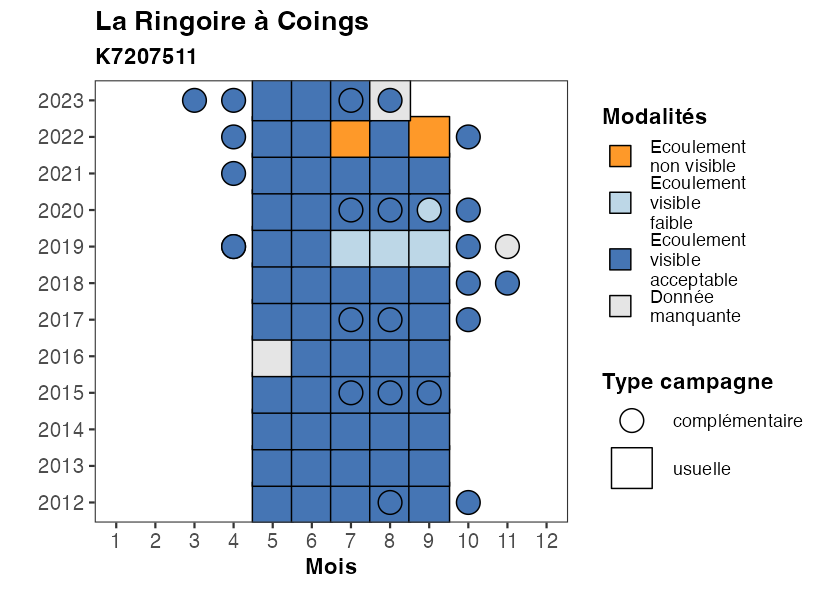 La Ringoire à Coings
K7207511
2023
2022
2021
2020
2019
2018
2017
2016
2015
2014
2013
2012
1 2 3 4 5 6 7 8 9 10 11 12
Mois
Modalités
Ecoulement
non visible
Ecoulement
visible
faible
Ecoulement
visible
acceptable
Donnée
manquante
Type campagne
complémentaire
usuelle